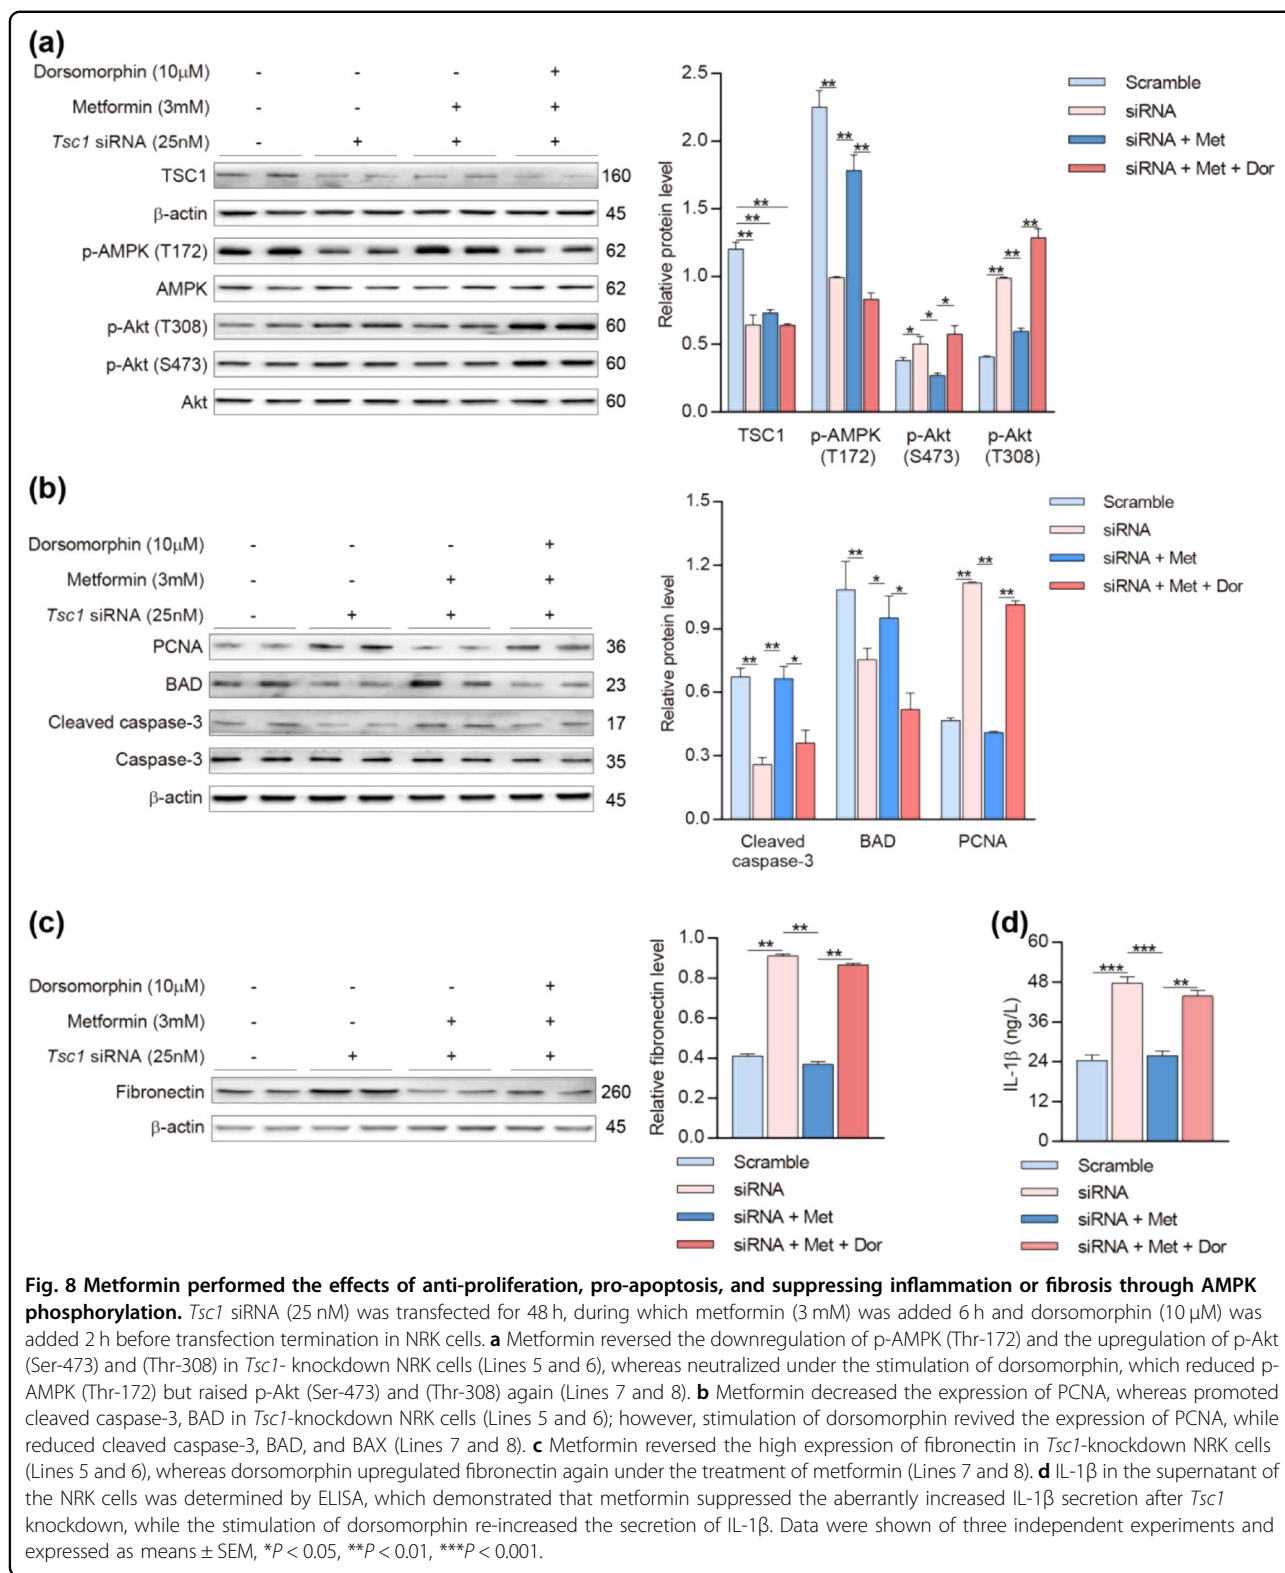 (a)
Dorsomorphin (10μM) - - - +
Metformin (3mM) - - + +
Tsc1 siRNA (25nM) - + + +
TSC1 160
β-actin 45
p-AMPK (T172) 62
AMPK 62
p-Akt (T308) 60
p-Akt (S473) 60
Akt 60
Relative protein level
2.5
2.0
1.5
1.0
0.5
0.0
** ** **
** ** **
* * *
** ** **
TSC1 p-AMPK (T172) p-Akt (S473) p-Akt (T308)
Scramble
siRNA
siRNA + Met
siRNA + Met + Dor
(b)
Dorsomorphin (10μM) - - - +
Metformin (3mM) - - + +
Tsc1 siRNA (25nM) - + + +
PCNA 36
BAD 23
Cleaved caspase-3 17
Caspase-3 35
β-actin 45
Relative protein level
1.5
1.2
0.9
0.6
0.3
0.0
** ** *
** * *
** ** **
Cleaved caspase-3 BAD PCNA
Scramble
siRNA
siRNA + Met
siRNA + Met + Dor
(c)
Dorsomorphin (10μM) - - - +
Metformin (3mM) - - + +
Tsc1 siRNA (25nM) - + + +
Fibronectin 260
β-actin 45
Relative fibronectin level
1.0
0.8
0.6
0.4
0.2
0.0
** ** **
Scramble
siRNA
siRNA + Met
siRNA + Met + Dor
(d)
IL-1β (ng/L)
60
48
36
24
12
0
*** *** **
Scramble
siRNA
siRNA + Met
siRNA + Met + Dor
Fig. 8 Metformin performed the effects of anti-proliferation, pro-apoptosis, and suppressing inflammation or fibrosis through AMPK
phosphorylation. Tsc1 siRNA (25 nM) was transfected for 48 h, during which metformin (3 mM) was added 6 h and dorsomorphin (10 μM) was
added 2 h before transfection termination in NRK cells. a Metformin reversed the downregulation of p-AMPK (Thr-172) and the upregulation of p-Akt
(Ser-473) and (Thr-308) in Tsc1- knockdown NRK cells (Lines 5 and 6), whereas neutralized under the stimulation of dorsomorphin, which reduced p-
AMPK (Thr-172) but raised p-Akt (Ser-473) and (Thr-308) again (Lines 7 and 8). b Metformin decreased the expression of PCNA, whereas promoted
cleaved caspase-3, BAD in Tsc1-knockdown NRK cells (Lines 5 and 6); however, stimulation of dorsomorphin revived the expression of PCNA, while
reduced cleaved caspase-3, BAD, and BAX (Lines 7 and 8). c Metformin reversed the high expression of fibronectin in Tsc1-knockdown NRK cells
(Lines 5 and 6), whereas dorsomorphin upregulated fibronectin again under the treatment of metformin (Lines 7 and 8). d IL-1β in the supernatant of
the NRK cells was determined by ELISA, which demonstrated that metformin suppressed the aberrantly increased IL-1β secretion after Tsc1
knockdown, while the stimulation of dorsomorphin re-increased the secretion of IL-1β. Data were shown of three independent experiments and
expressed as means ± SEM, *P < 0.05, **P < 0.01, ***P < 0.001.